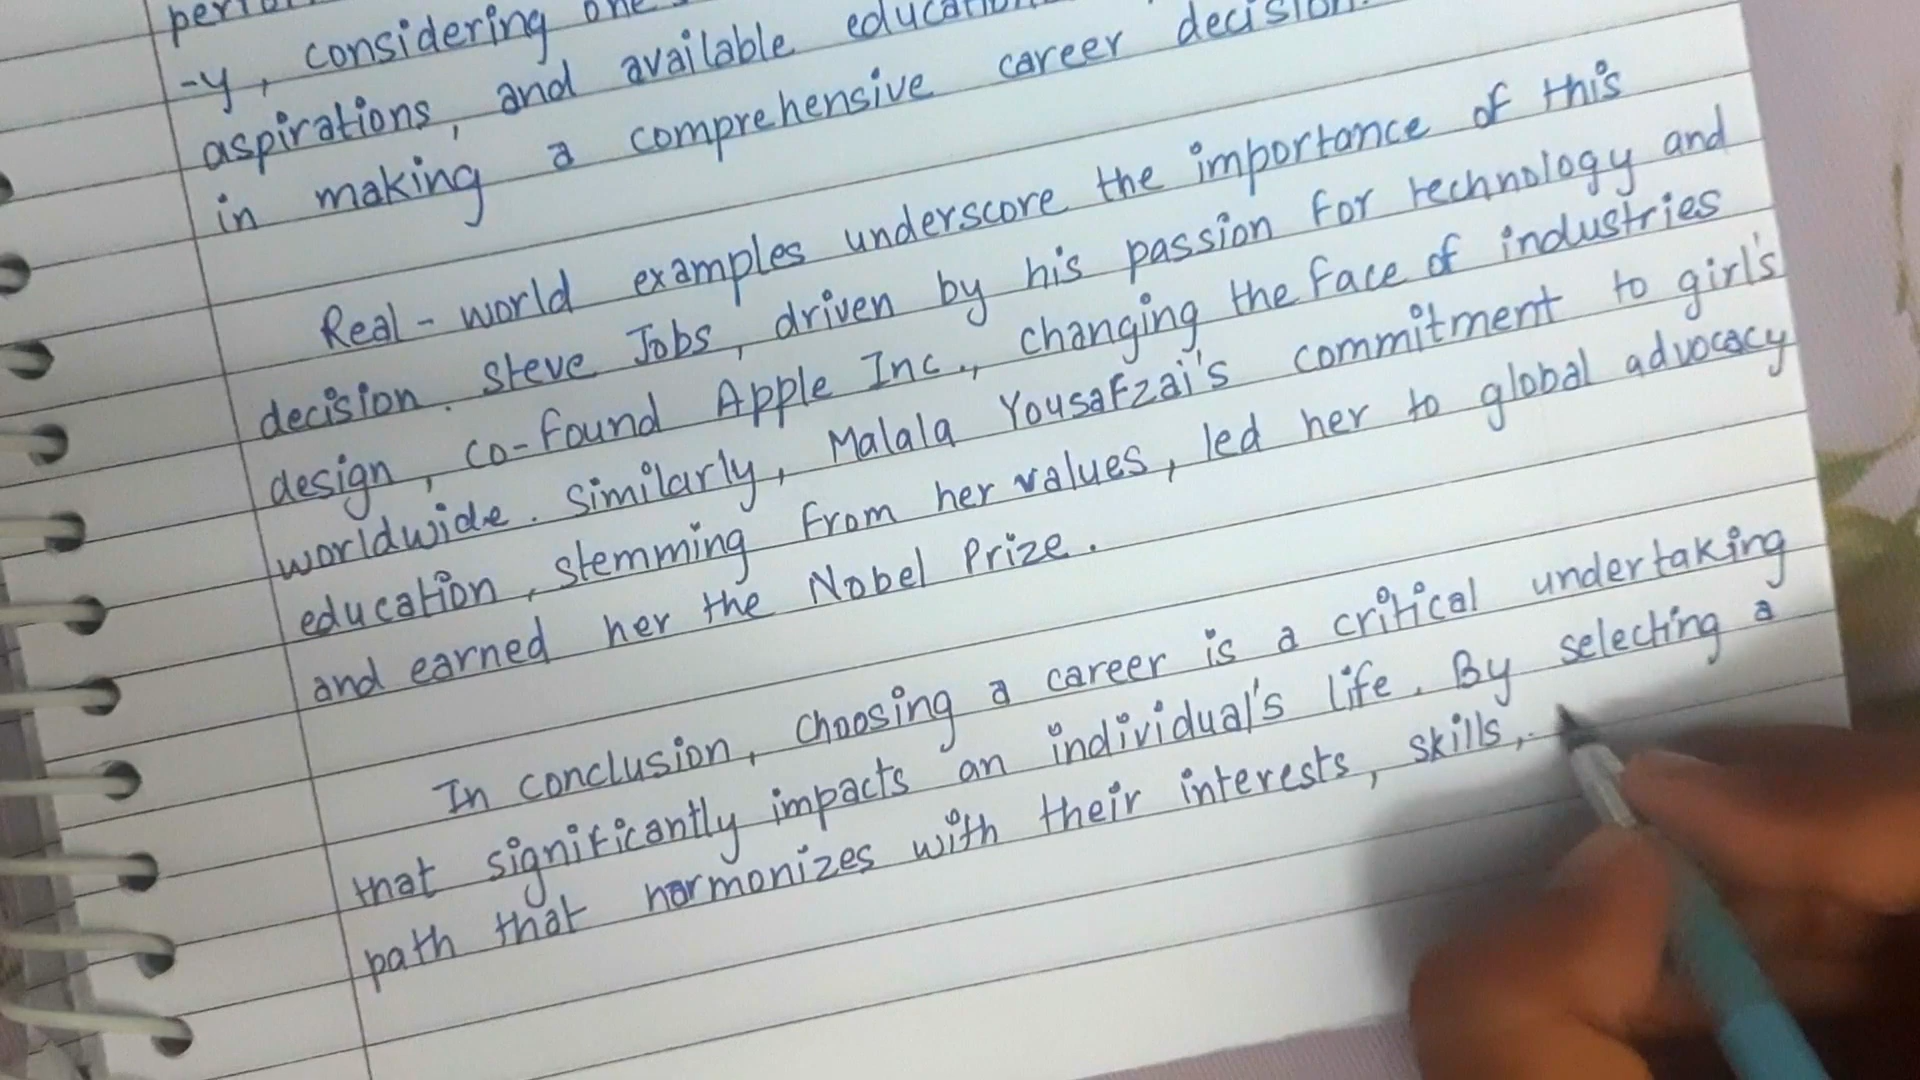 -y, considering one
aspirations, and available
in making a comprehensive career decision.
Real-world examples underscore the importance of this
decision. Steve Jobs, driven by his passion for technology and
design, co-found Apple Inc., changing the face of industries
worldwide. Similarly, Malala Yousafzai's commitment to girl's
education, stemming from her values, led her to global advocacy
and earned her the Nobel Prize.
In conclusion, choosing a career is a critical undertaking
that significantly impacts an individual's life. By selecting a
path that harmonizes with their interests, skills,